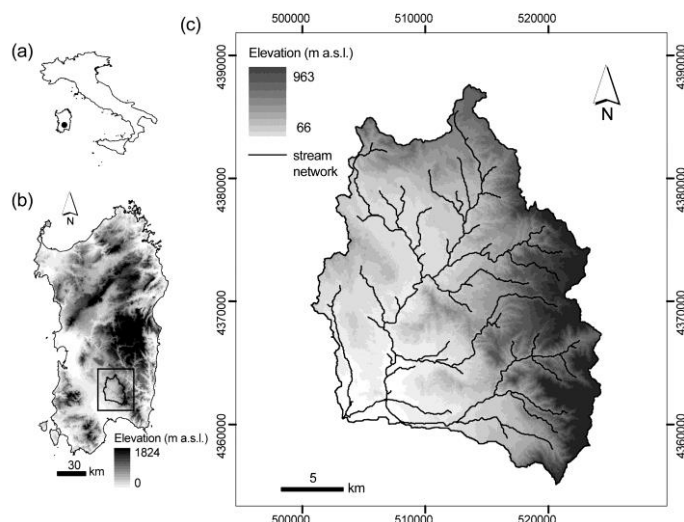 (a)
(b)
N
Elevation (m a.s.l.)
1824
0
30
km
(c)
500000
510000
520000
4390000
4380000
4370000
4360000
Elevation (m a.s.l.)
963
66
stream
network
N
5
km
4390000
4380000
4370000
4360000
500000
510000
520000